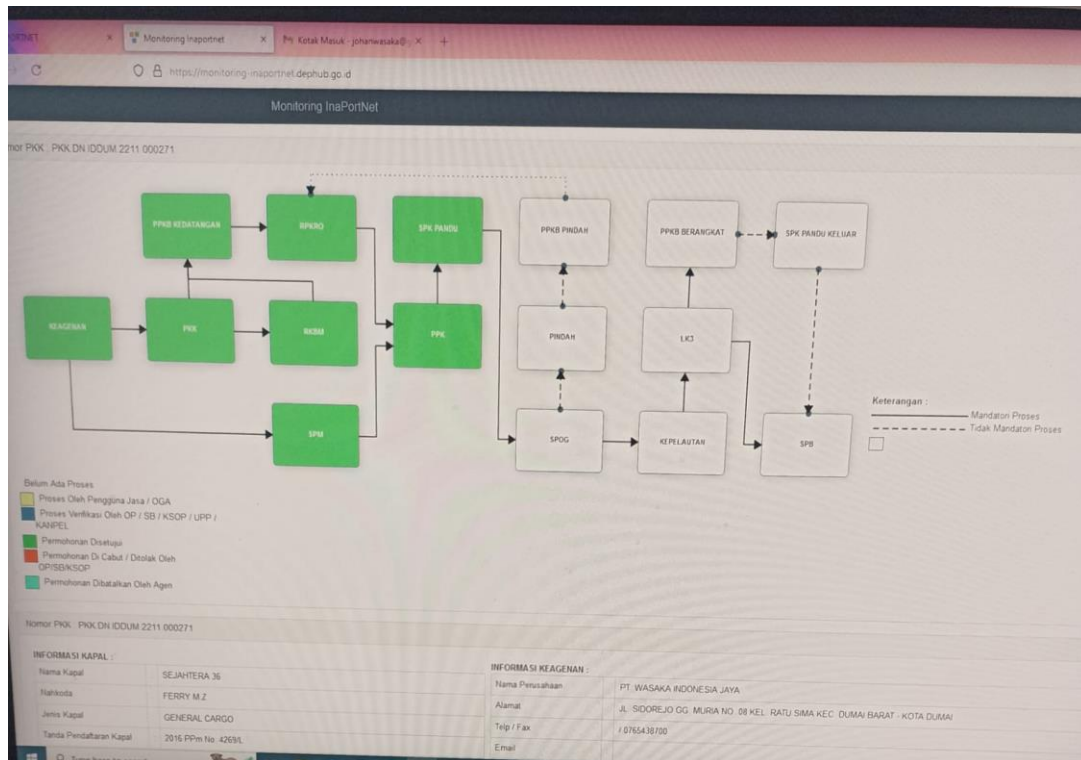 Monitoring Inaportnet
Kotak Masuk - johanwasaka@
https://monitoring-inaportnet.dephub.go.id
Monitoring InaPortNet
PKK : PKK.DN.IDDUM.2211.000271
PPKB KEDATANGAN
RPKRO
SPK PANDU
PPKB PINDAH
PPKB BERANGKAT
SPK PANDU KELUAR
KEAGENAN
PKK
RKBM
PPK
PINDAH
LK3
SPM
SPOG
KEPELAUTAN
SPB
Keterangan :
Mandatori Proses
Tidak Mandatori Proses
Belum Ada Proses
Proses Oleh Pengguna Jasa / OGA
Proses Verifikasi Oleh OP / SB / KSOP / UPP /
KANPEL
Permohonan Disetujui
Permohonan Di Cabut / Ditolak Oleh
OP/SB/KSOP
Permohonan Dibatalkan Oleh Agen
Nomor PKK : PKK.DN.IDDUM.2211.000271
INFORMASI KAPAL :
Nama Kapal SEJAHTERA 36
Nahkoda FERRY M.Z
Jenis Kapal GENERAL CARGO
Tanda Pendaftaran Kapal 2016 PPm No. 4269/L
INFORMASI KEAGENAN :
Nama Perusahaan PT. WASAKA INDONESIA JAYA
Alamat JL. SIDOREJO GG. MURIA NO. 08 KEL. RATU SIMA KEC. DUMAI BARAT - KOTA DUMAI
Telp / Fax / 0765438700
Email